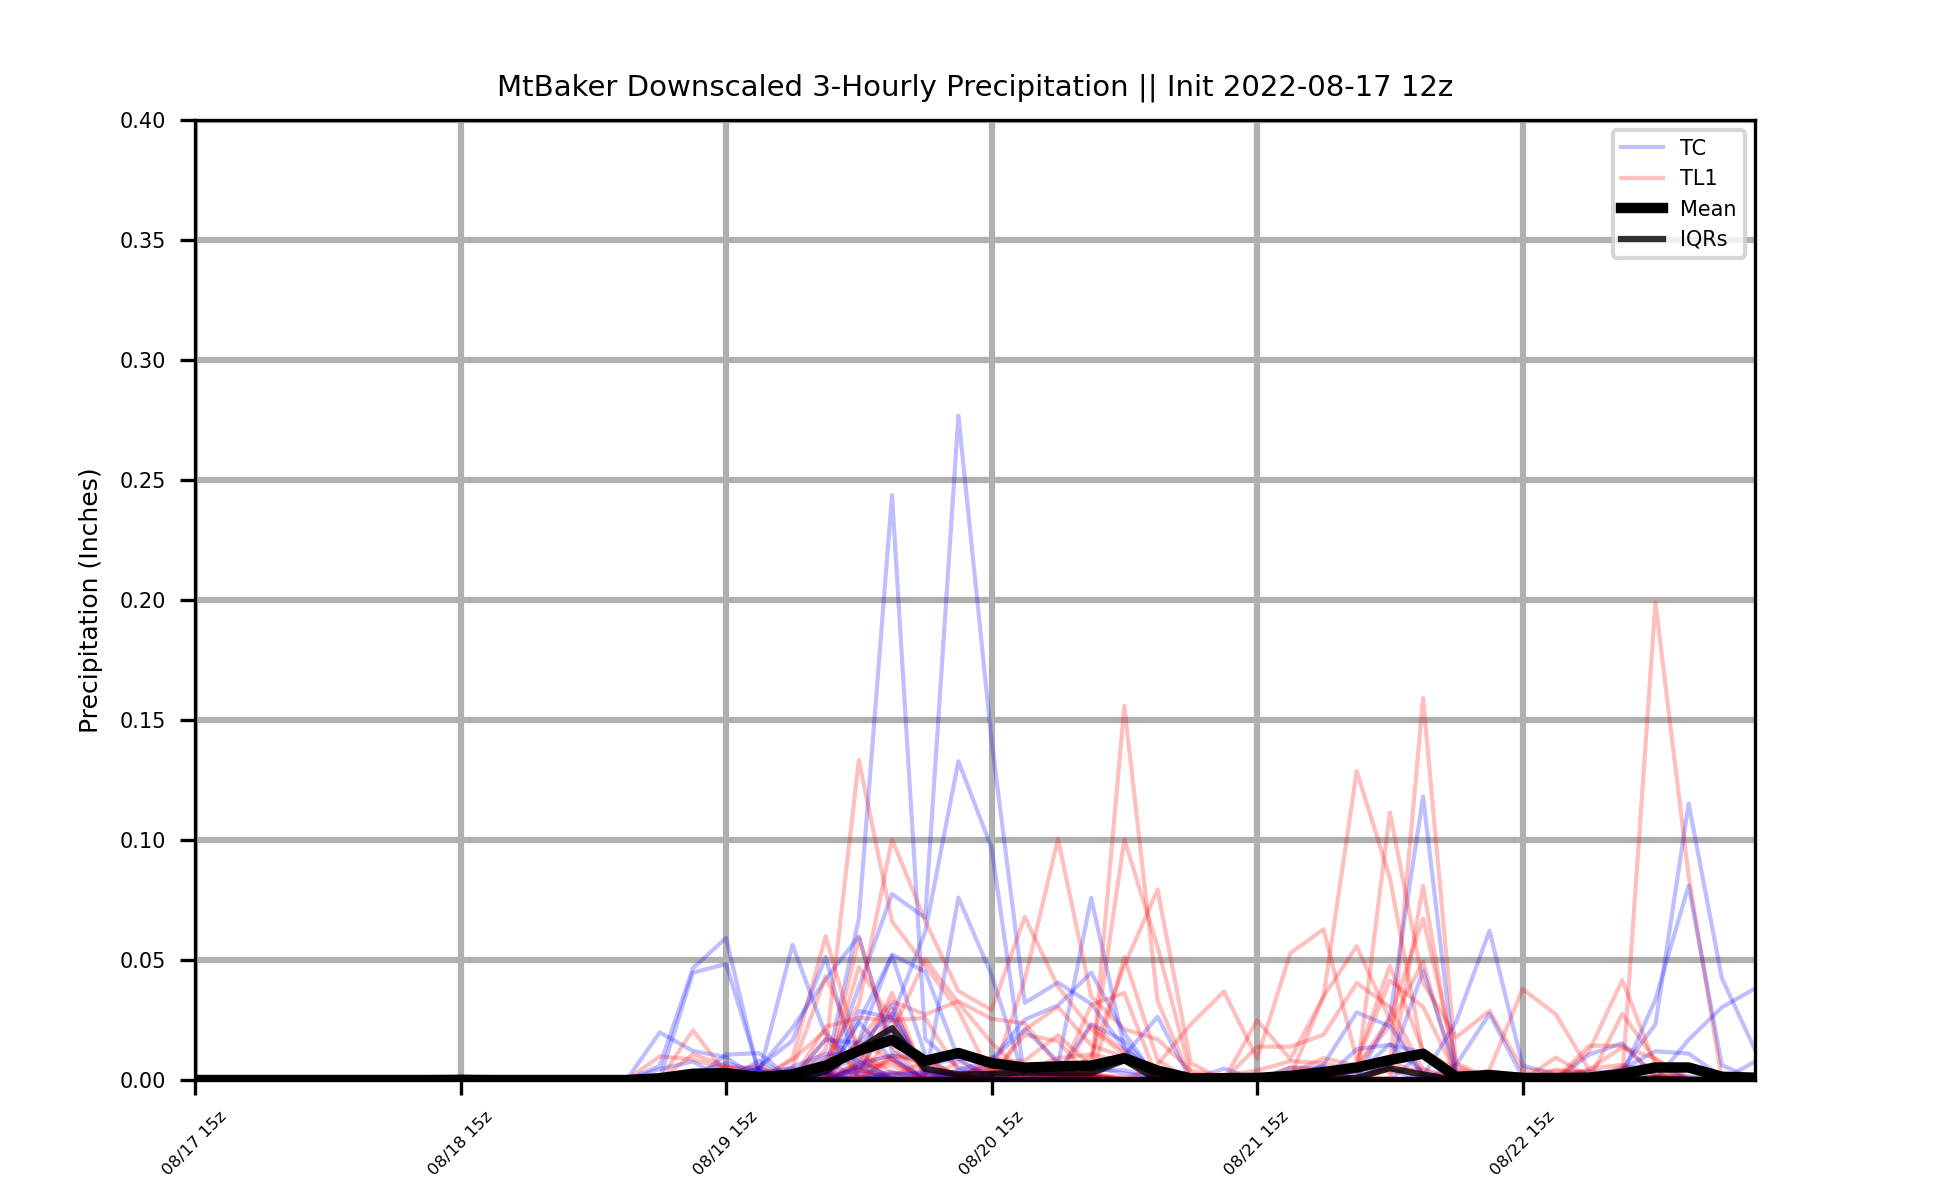 MtBaker Downscaled 3-Hourly Precipitation || Init 2022-08-17 12z
Precipitation (Inches)
0.40
0.35
0.30
0.25
0.20
0.15
0.10
0.05
0.00
TC
TL1
Mean
IQRs
08/17 15z
08/18 15z
08/19 15z
08/20 15z
08/21 15z
08/22 15z